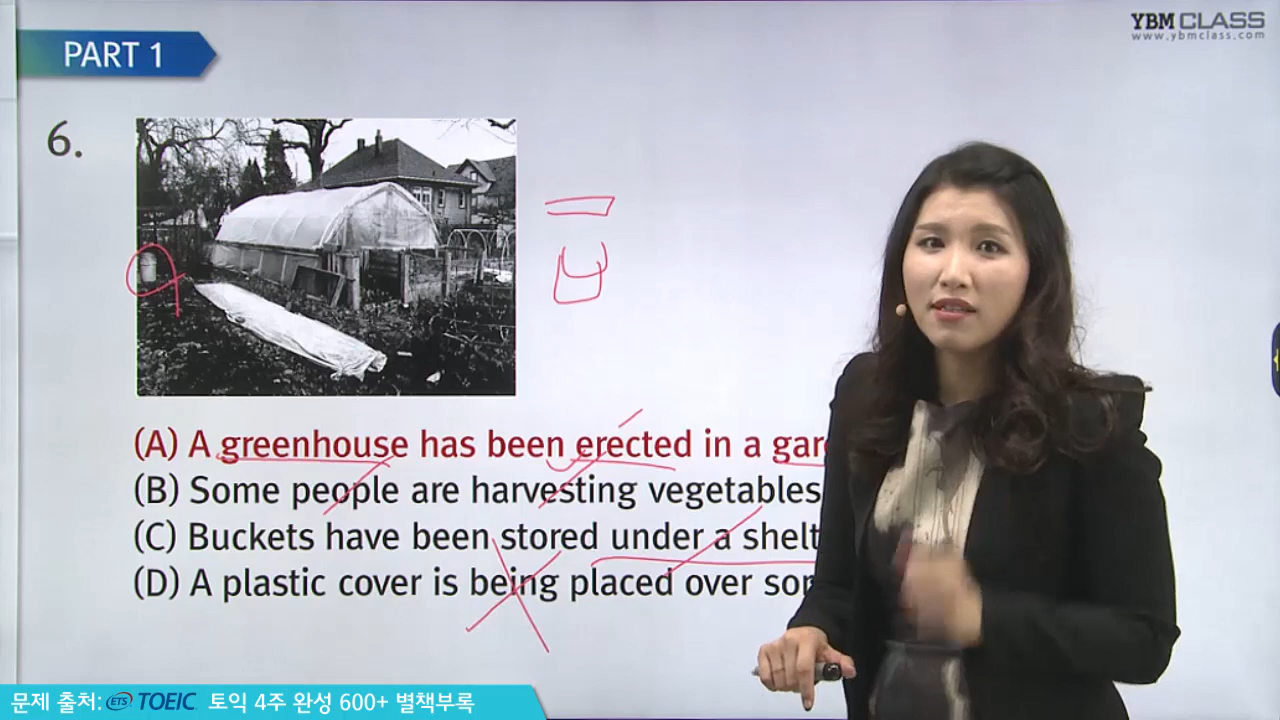 YBM CLASS
www.ybmclass.com
PART 1
6.
(A) A greenhouse has been erected in a gar
(B) Some people are harvesting vegetables
(C) Buckets have been stored under a shelt
(D) A plastic cover is being placed over
문제 출처: ETS TOEIC 토익 4주 완성 600+ 별책부록